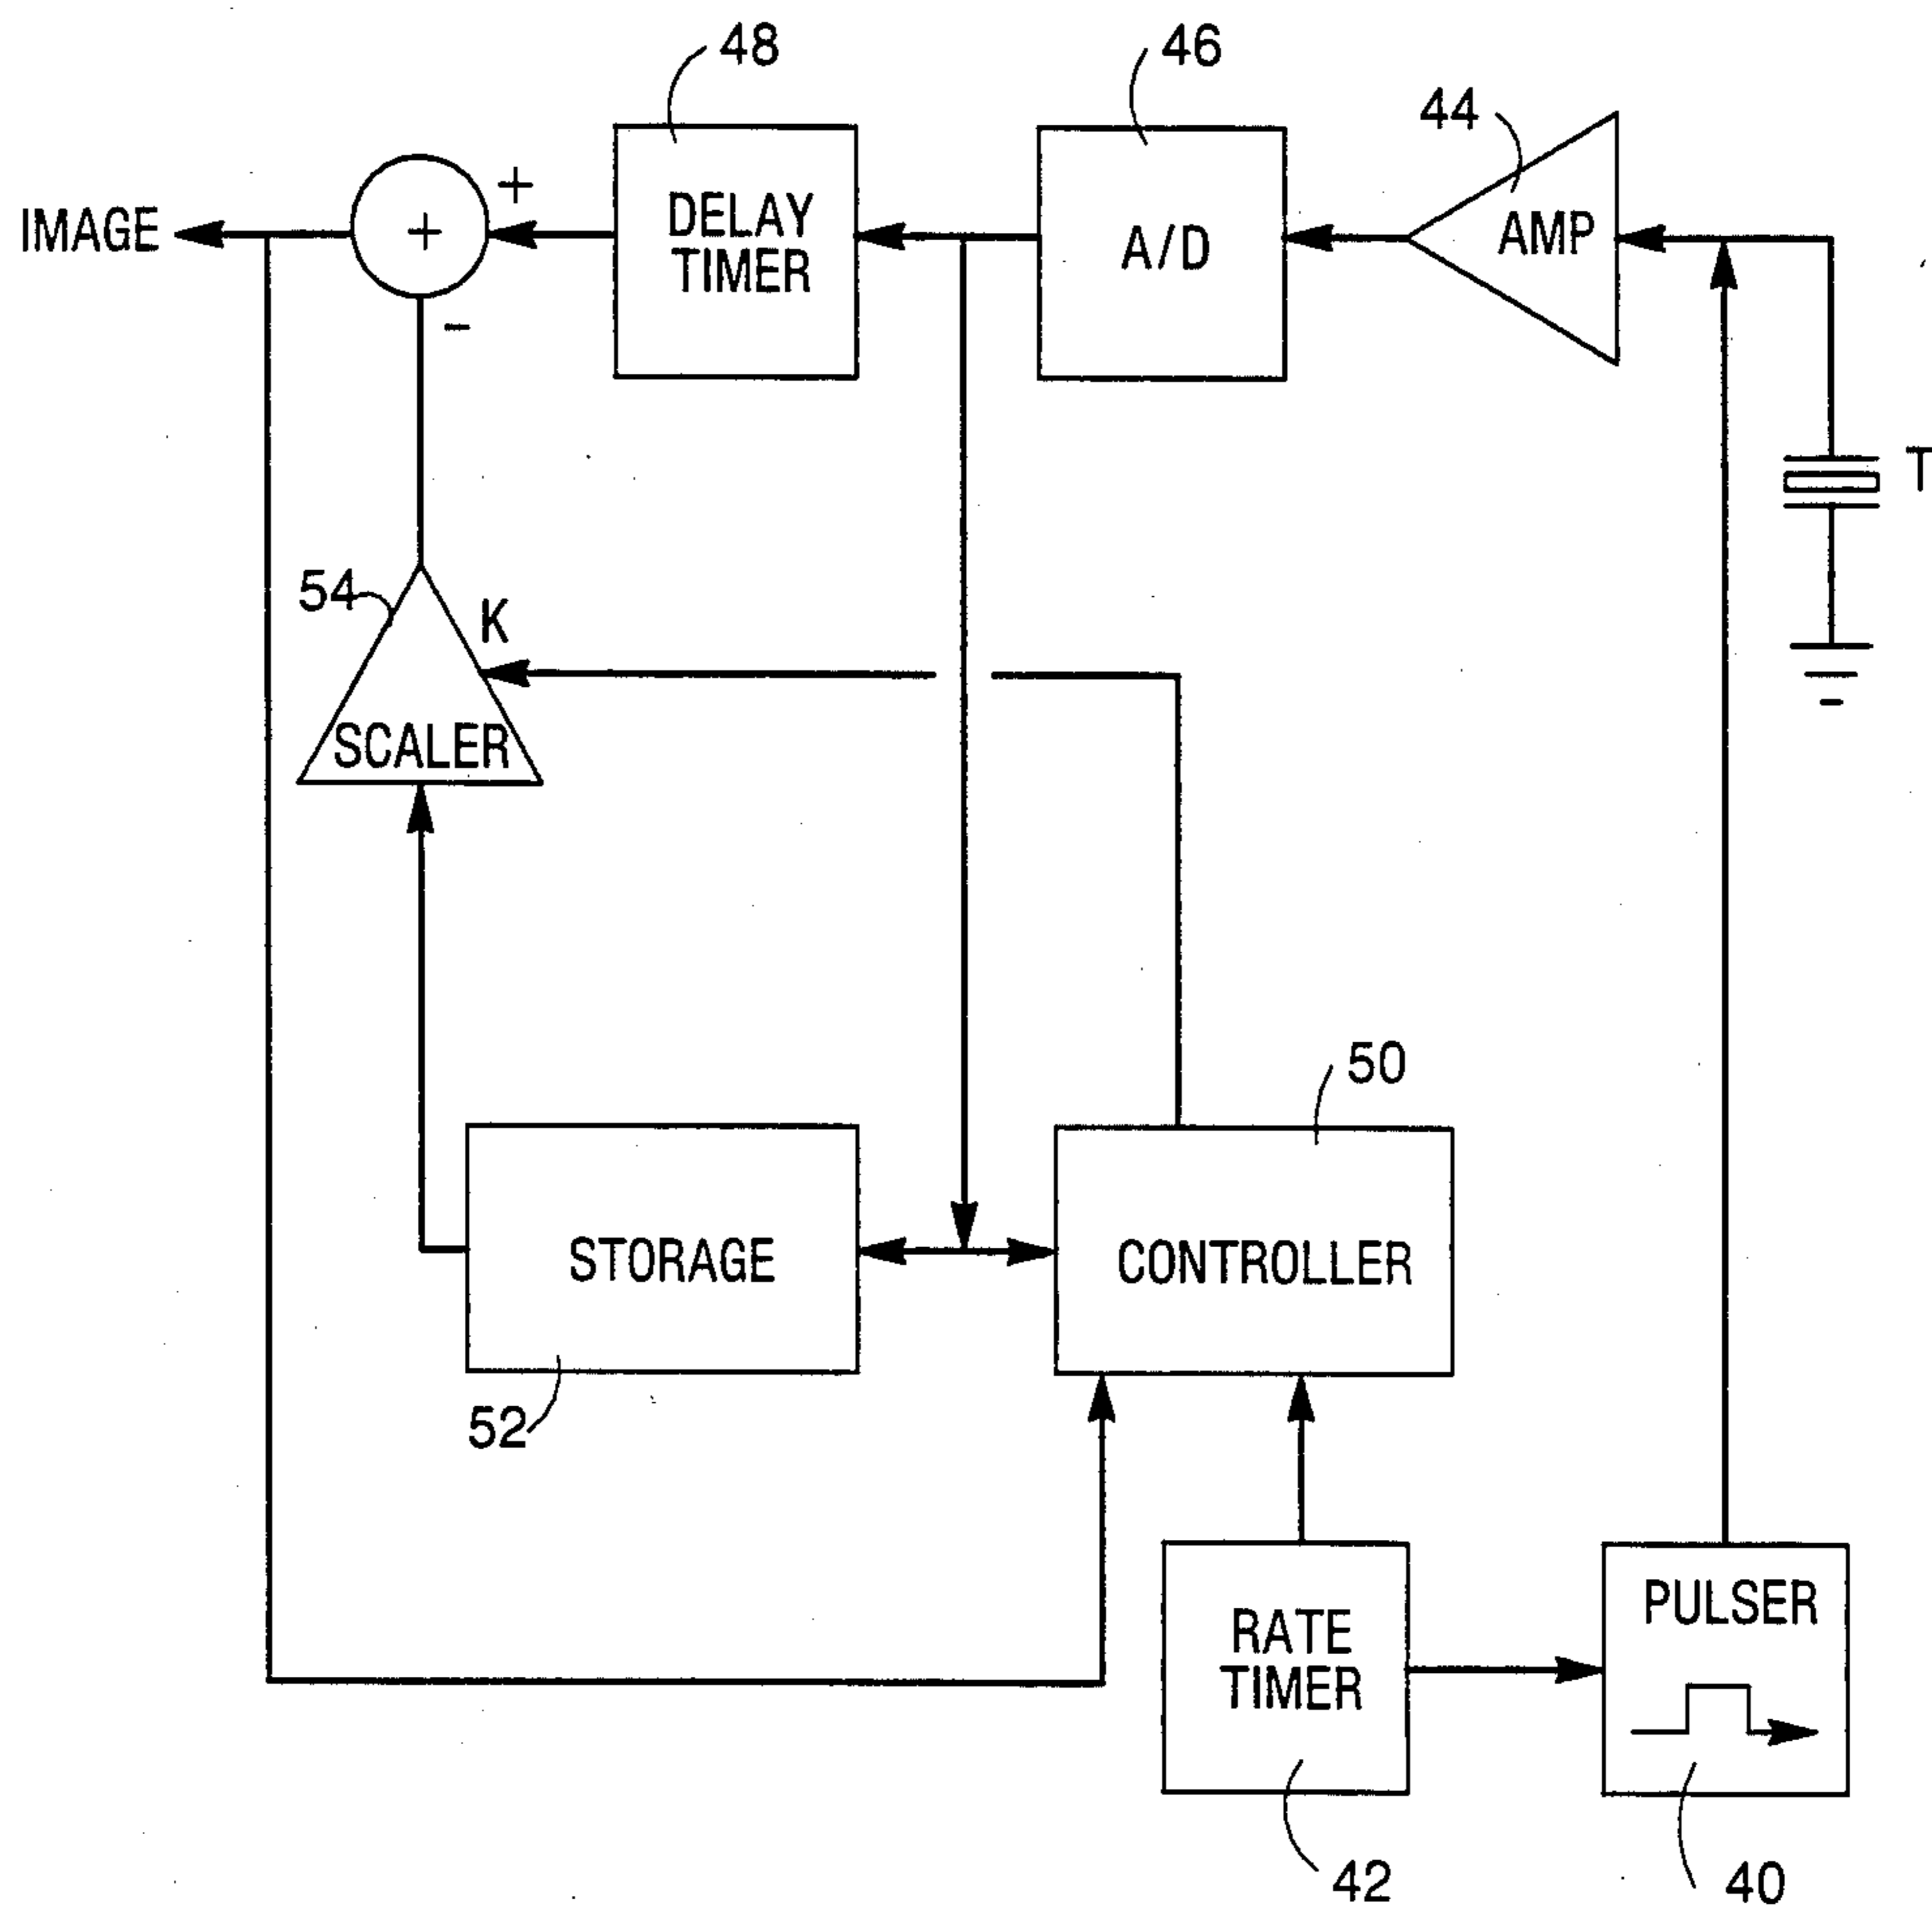 48
46
44
+
IMAGE
+
DELAY
TIMER
A/D
AMP
-
T
54
K
SCALER
50
STORAGE
CONTROLLER
52
RATE
TIMER
PULSER
42
40